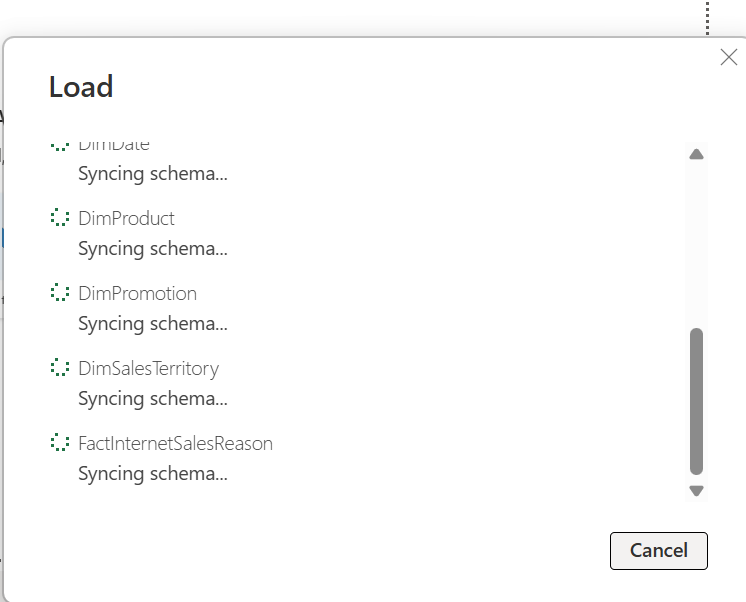 Load
DimDate
Syncing schema...
DimProduct
Syncing schema...
DimPromotion
Syncing schema...
DimSalesTerritory
Syncing schema...
FactInternetSalesReason
Syncing schema...
Cancel